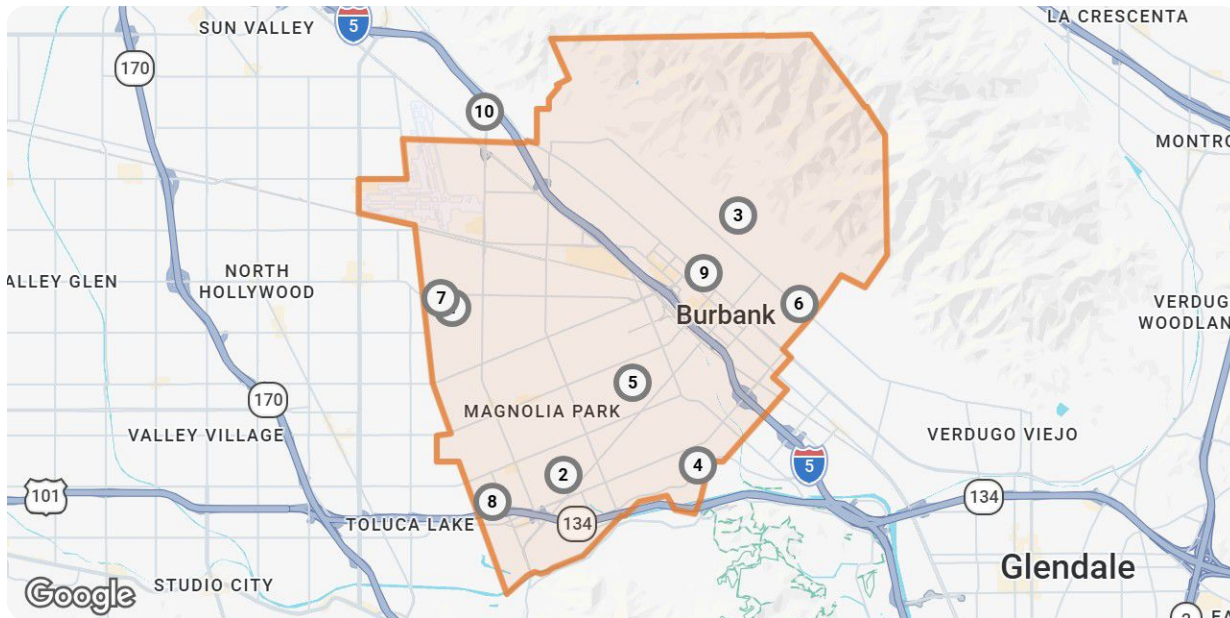 LA CRESCENTA
SUN VALLEY
5
170
10
MONTRO
3
ALLEY GLEN
NORTH
HOLLYWOOD
9
7
6
Burbank
VERDUG
WOODLAN
5
170
MAGNOLIA PARK
VALLEY VILLAGE
VERDUGO VIEJO
4
2
5
101
8
134
TOLUCA LAKE
134
Glendale
STUDIO CITY
Google